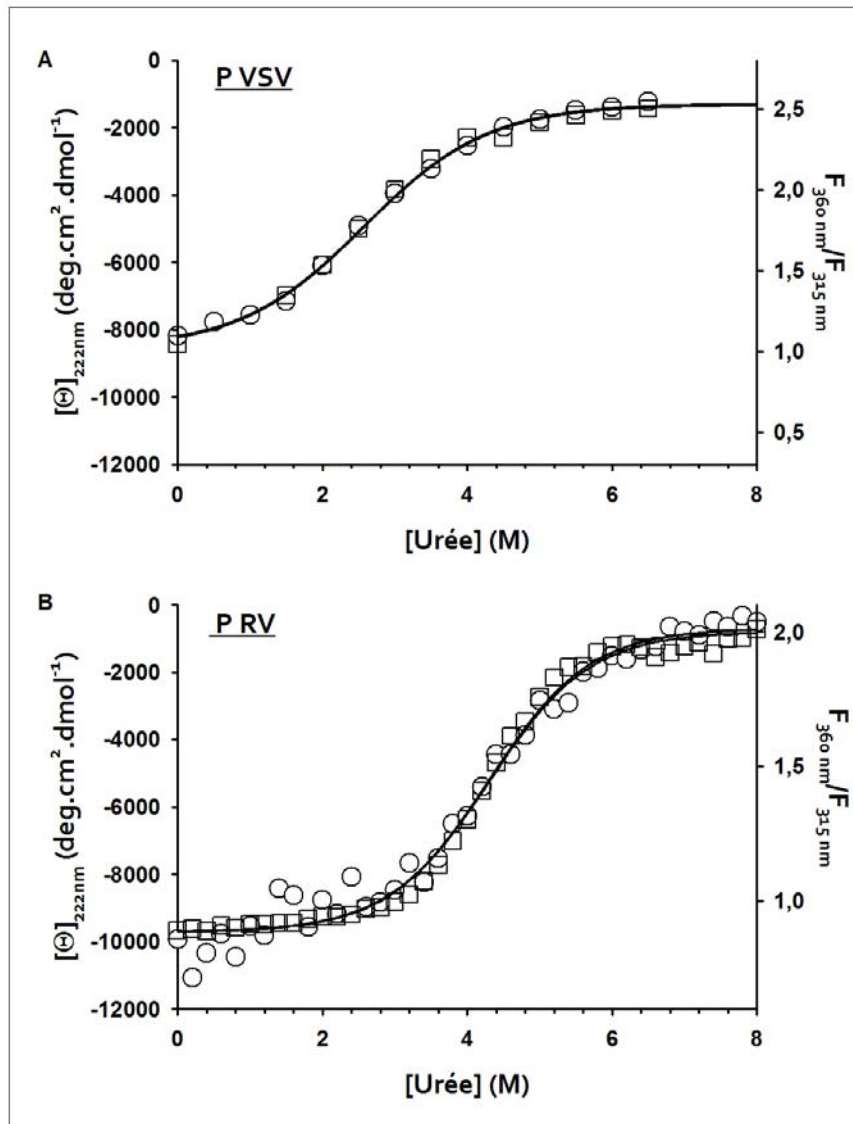 A
P VSV
0
-2000
-4000
-6000
-8000
-10000
-12000
[Θ]222nm (deg.cm².dmol⁻¹)
2,5
2,0
1,5
1,0
0,5
F360 nm/F315 nm
0 2 4 6 8
[Urée] (M)
B
P RV
0
-2000
-4000
-6000
-8000
-10000
-12000
[Θ]222nm (deg.cm².dmol⁻¹)
2,0
1,5
1,0
F360 nm/F315 nm
0 2 4 6 8
[Urée] (M)